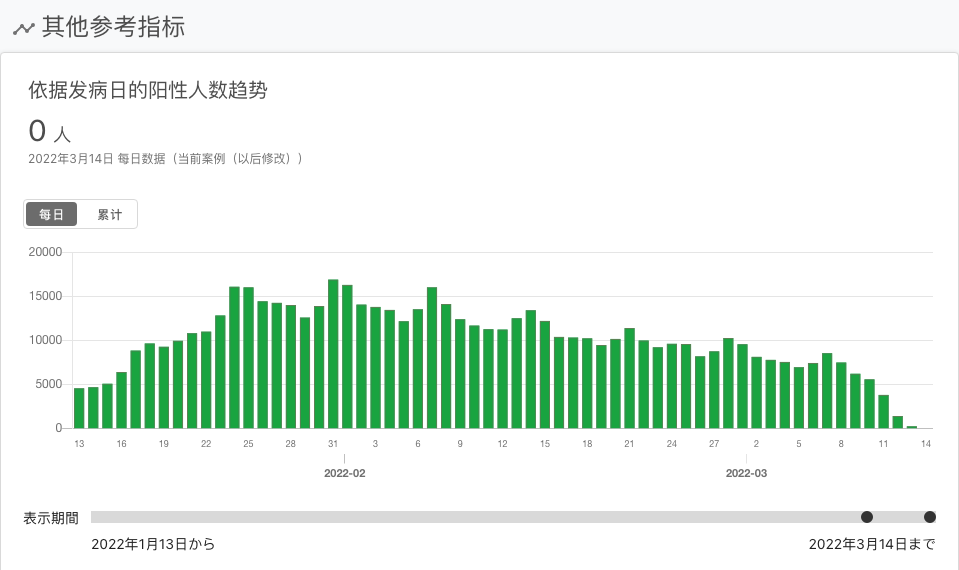 其他参考指标
依据发病日的阳性人数趋势
0 人
2022年3月14日 每日数据（当前案例（以后修改））
每日 累计
20000
15000
10000
5000
0
13 16 19 22 25 28 31 3 6 9 12 15 18 21 24 27 2 5 8 11 14
2022-02 2022-03
表示期間
2022年1月13日から 2022年3月14日まで